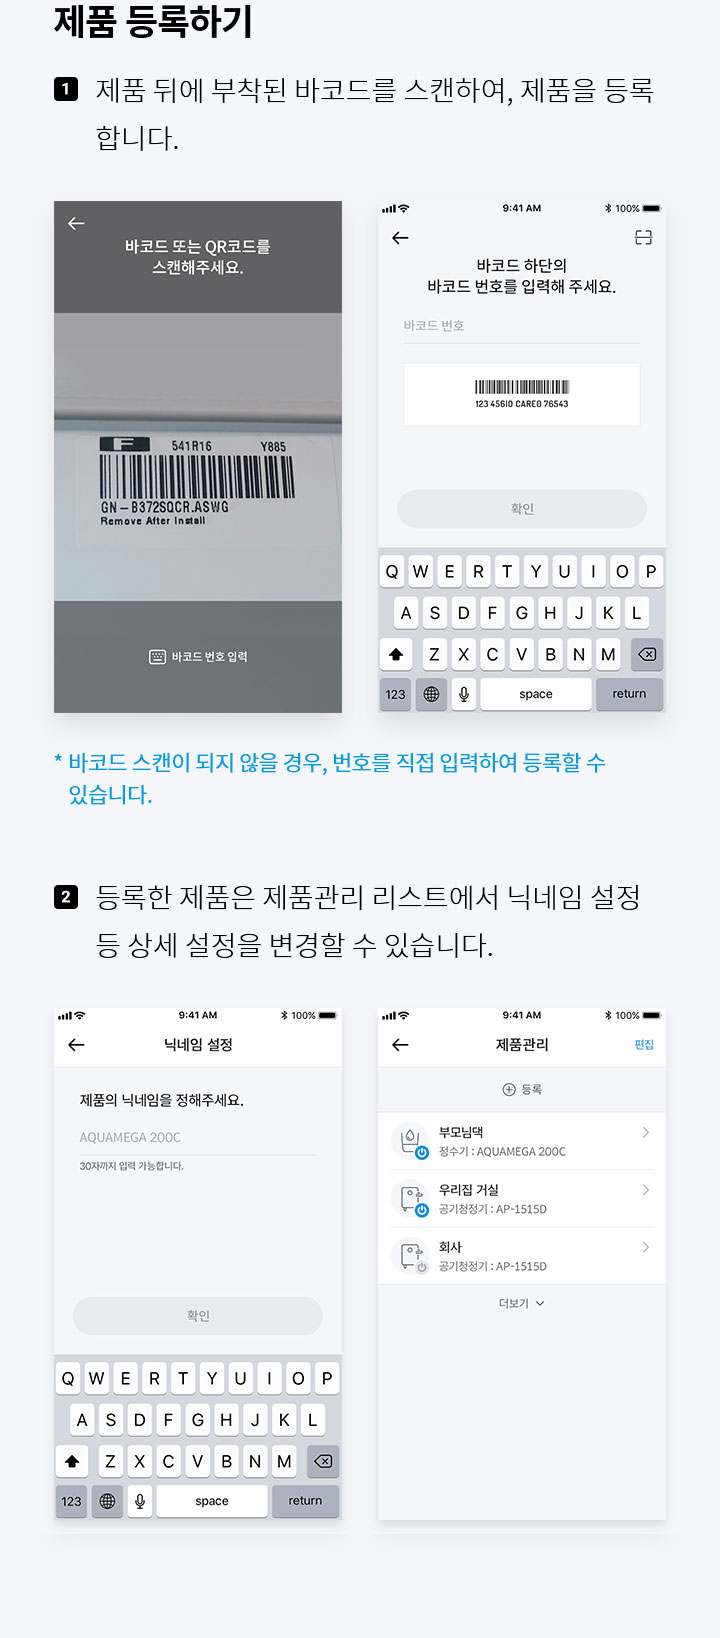 제품 등록하기
1 제품 뒤에 부착된 바코드를 스캔하여, 제품을 등록
합니다.
바코드 또는 QR코드를
스캔해주세요.
F 541R16 Y885
GN-B372SQCR.ASWG
Remove After Install
바코드 번호 입력
9:41 AM 100%
바코드 하단의
바코드 번호를 입력해 주세요.
바코드 번호
123 456IO CARE0 76543
확인
Q W E R T Y U I O P
A S D F G H J K L
Z X C V B N M
123 space return
* 바코드 스캔이 되지 않을 경우, 번호를 직접 입력하여 등록할 수
있습니다.
2 등록한 제품은 제품관리 리스트에서 닉네임 설정
등 상세 설정을 변경할 수 있습니다.
9:41 AM 100%
닉네임 설정
제품의 닉네임을 정해주세요.
AQUAMEGA 200C
30자까지 입력 가능합니다.
확인
Q W E R T Y U I O P
A S D F G H J K L
Z X C V B N M
123 space return
9:41 AM 100%
제품관리 편집
등록
부모님댁
정수기 : AQUAMEGA 200C
우리집 거실
공기청정기 : AP-1515D
회사
공기청정기 : AP-1515D
더보기